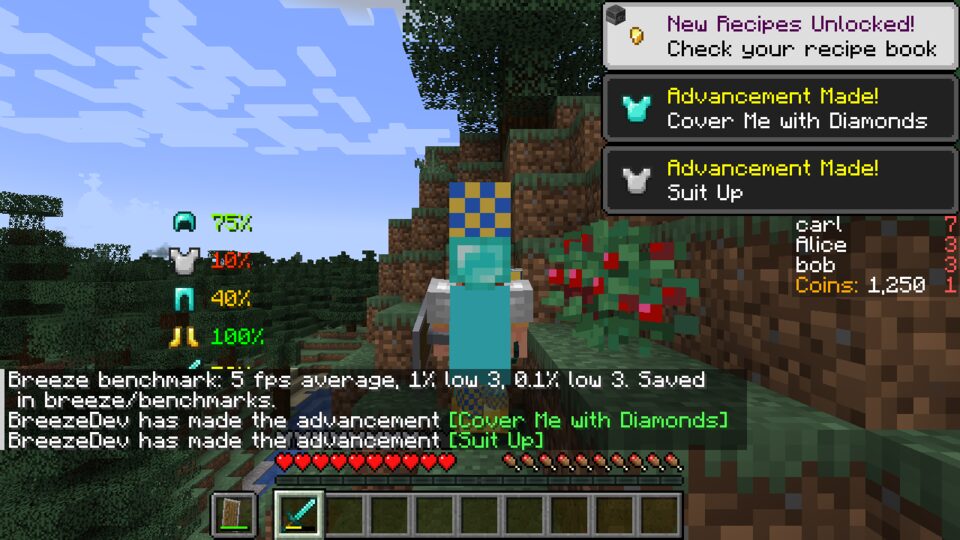 New Recipes Unlocked!
Check your recipe book
Advancement Made!
Cover Me with Diamonds
Advancement Made!
Suit Up
carl 7
Alice 3
bob 3
Coins: 1,250 1
75%
10%
40%
100%
Breeze benchmark: 5 fps average, 1% low 3, 0.1% low 3. Saved
in breeze/benchmarks.
BreezeDev has made the advancement [Cover Me with Diamonds]
BreezeDev has made the advancement [Suit Up]